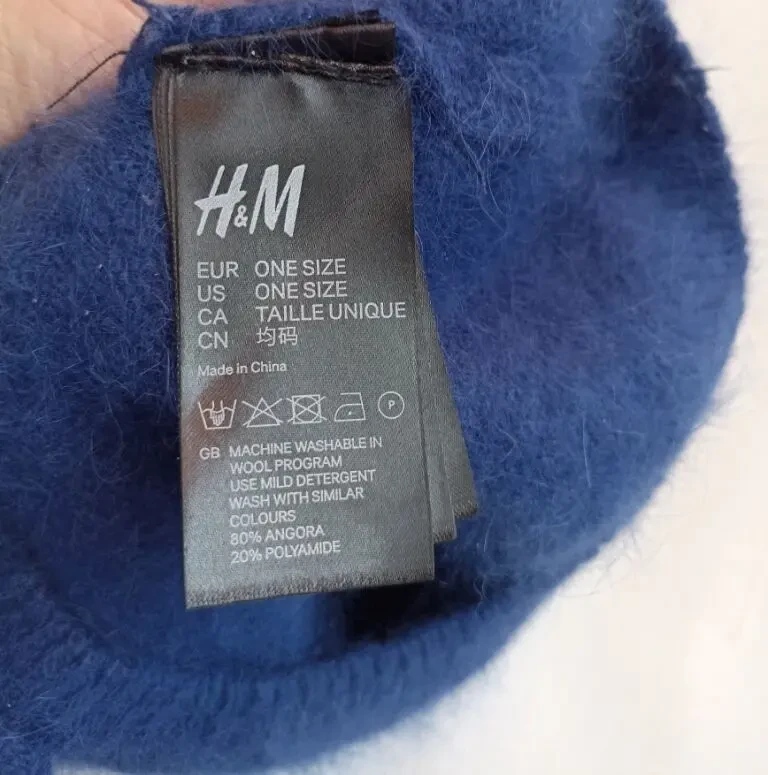 H&M
EUR ONE SIZE
US ONE SIZE
CA TAILLE UNIQUE
CN 均码
Made in China
P
GB MACHINE WASHABLE IN
WOOL PROGRAM
USE MILD DETERGENT
WASH WITH SIMILAR
COLOURS
80% ANGORA
20% POLYAMIDE